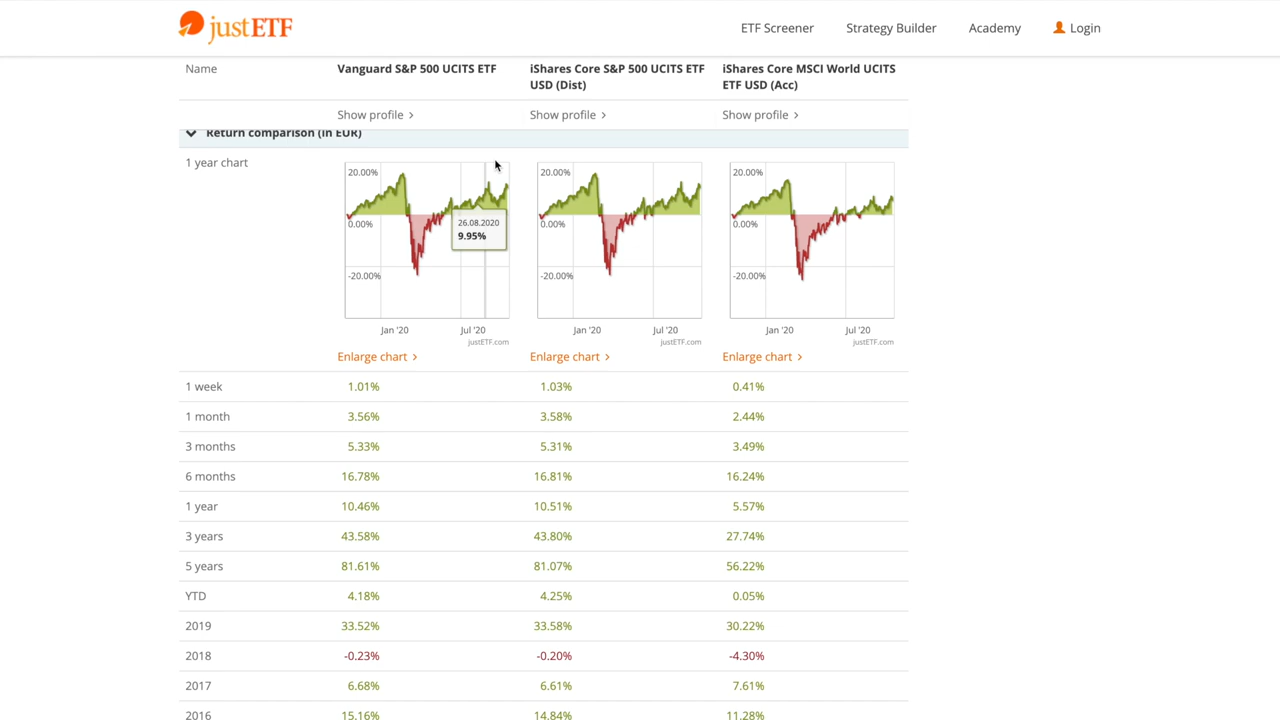 justETF
ETF Screener Strategy Builder Academy Login
Name Vanguard S&P 500 UCITS ETF iShares Core S&P 500 UCITS ETF USD (Dist) iShares Core MSCI World UCITS ETF USD (Acc)
Show profile Show profile Show profile
Return comparison (in EUR)
1 year chart
20.00% 20.00% 20.00%
0.00% 0.00% 0.00%
26.08.2020
9.95%
-20.00% -20.00% -20.00%
Jan '20 Jul '20 Jan '20 Jul '20 Jan '20 Jul '20
justETF.com justETF.com justETF.com
Enlarge chart Enlarge chart Enlarge chart
1 week 1.01% 1.03% 0.41%
1 month 3.56% 3.58% 2.44%
3 months 5.33% 5.31% 3.49%
6 months 16.78% 16.81% 16.24%
1 year 10.46% 10.51% 5.57%
3 years 43.58% 43.80% 27.74%
5 years 81.61% 81.07% 56.22%
YTD 4.18% 4.25% 0.05%
2019 33.52% 33.58% 30.22%
2018 -0.23% -0.20% -4.30%
2017 6.68% 6.61% 7.61%
2016 15.16% 14.84% 11.28%